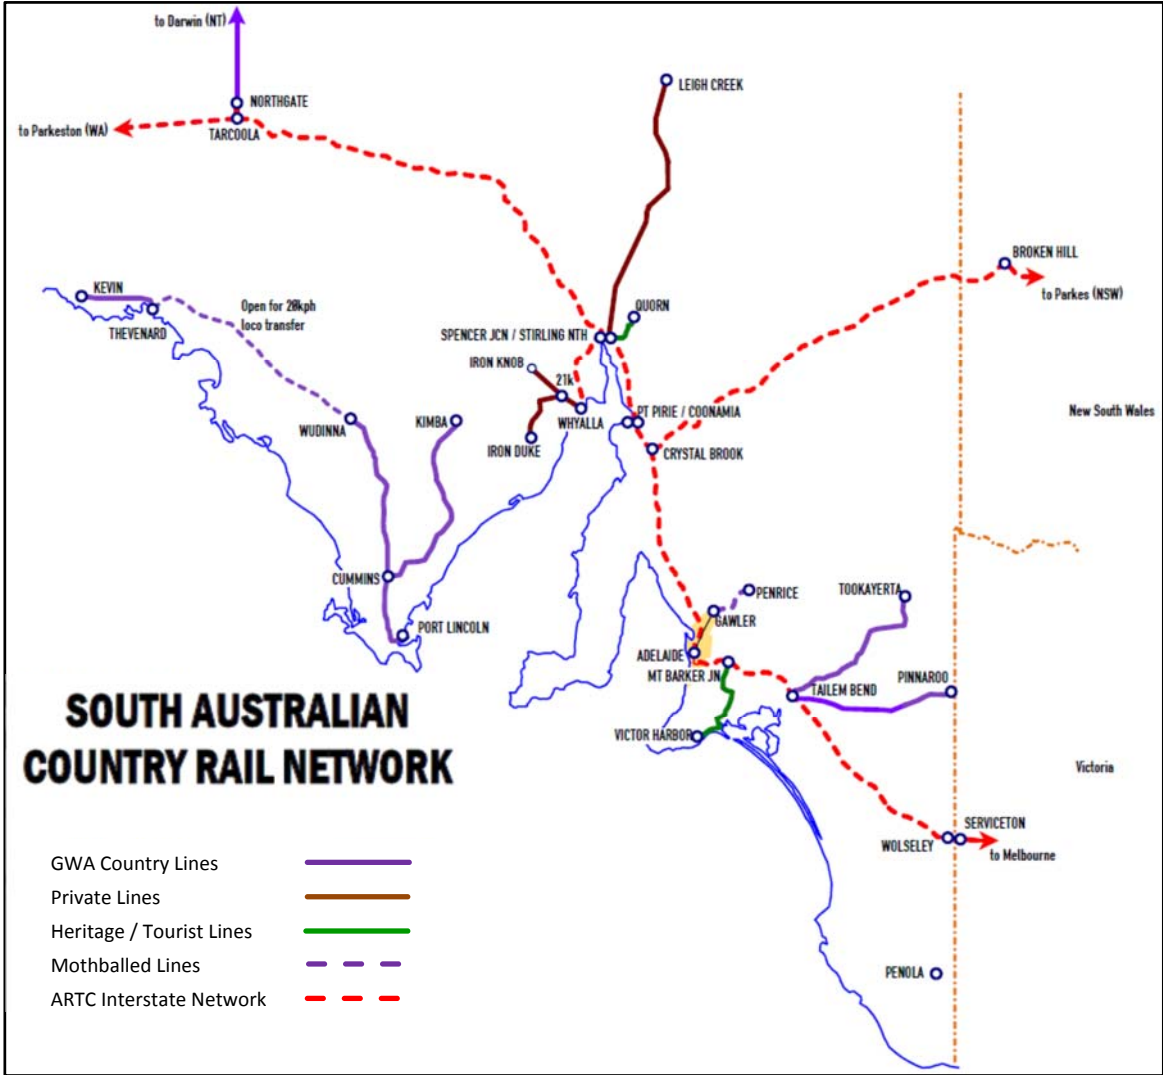 to Darwin (NT)
LEIGH CREEK
NORTHGATE
to Parkeston (WA)
TARCOOLA
BROKEN HILL
to Parkes (NSW)
KEVIN
Open for 20kph
loco transfer
THEVENARD
QUORN
SPENCER JCN / STIRLING NTH
IRON KNOB
21k
WHYALLA
PT PIRIE / COONAMIA
New South Wales
WUDINNA
KIMBA
IRON DUKE
CRYSTAL BROOK
CUMMINS
PENRICE
TOOKAYERTA
GAWLER
PORT LINCOLN
ADELAIDE
MT BARKER JN
PINNAROO
TAILEM BEND
SOUTH AUSTRALIAN
COUNTRY RAIL NETWORK
VICTOR HARBOR
Victoria
SERVICETON
WOLSELEY
to Melbourne
GWA Country Lines
Private Lines
Heritage / Tourist Lines
Mothballed Lines
ARTC Interstate Network
PENOLA